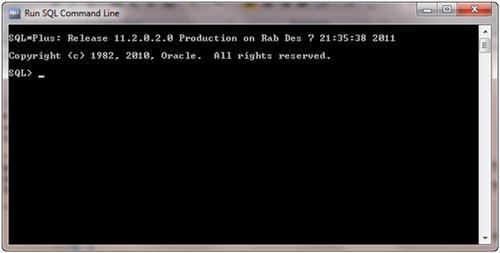 Run SQL Command Line
SQL*Plus: Release 11.2.0.2.0 Production on Rab Des 7 21:35:38 2011
Copyright (c) 1982, 2010, Oracle.  All rights reserved.
SQL> _